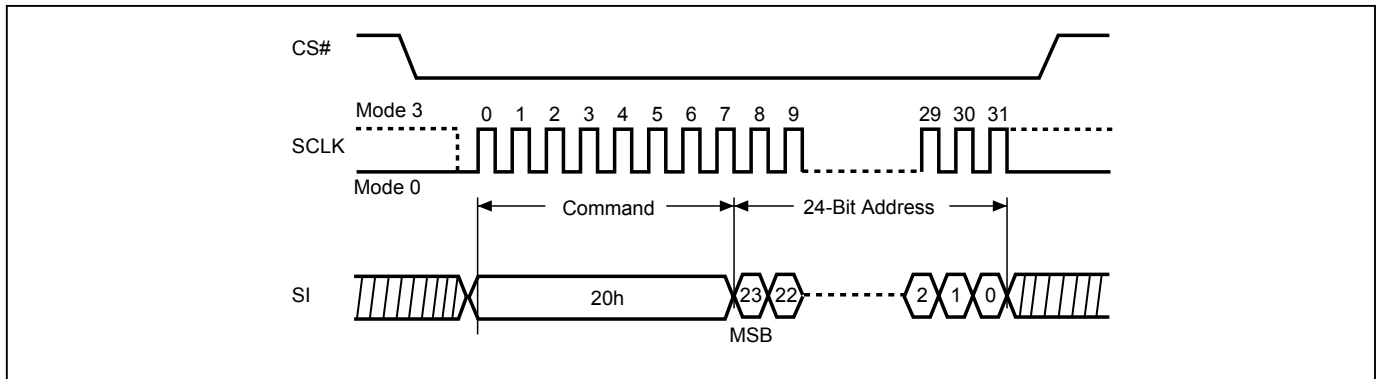 CS#
Mode 3
0 1 2 3 4 5 6 7 8 9 29 30 31
SCLK
Mode 0
Command 24-Bit Address
SI 20h 23 22 2 1 0
MSB